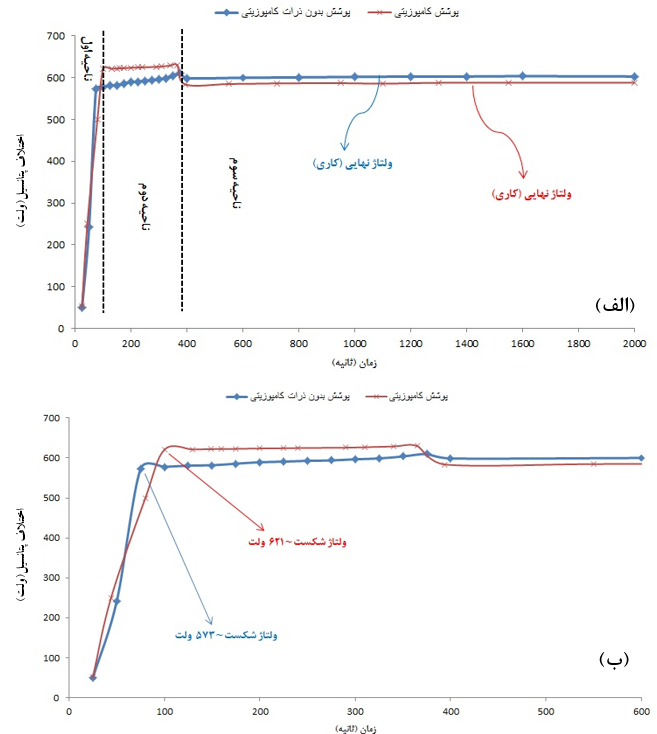 پوشش بدون ذرات کامپوزیتی
پوشش کامپوزیتی
اختلاف پتانسیل (ولت)
700
600
500
400
300
200
100
0
ناحیه اول
ناحیه دوم
ناحیه سوم
ولتاژ نهایی (کاری)
ولتاژ نهایی (کاری)
(الف)
0 200 400 600 800 1000 1200 1400 1600 1800 2000
زمان (ثانیه)
پوشش بدون ذرات کامپوزیتی
پوشش کامپوزیتی
اختلاف پتانسیل (ولت)
700
600
500
400
300
200
100
0
ولتاژ شکست~۶۲۱ ولت
ولتاژ شکست~۵۷۳ ولت
(ب)
0 100 200 300 400 500 600
زمان (ثانیه)